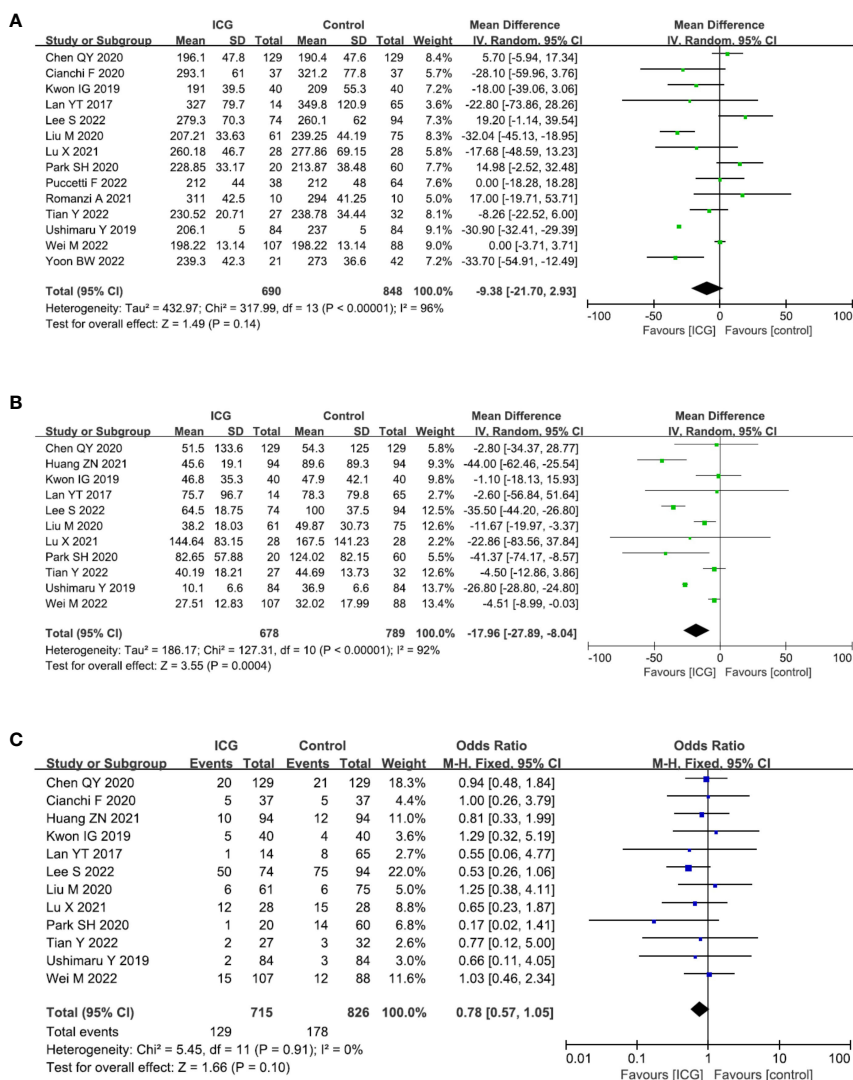 A
ICG Control Mean Difference Mean Difference
Study or Subgroup Mean SD Total Mean SD Total Weight IV. Random. 95% CI IV. Random. 95% CI
Chen QY 2020 196.1 47.8 129 190.4 47.6 129 8.4% 5.70 [-5.94, 17.34]
Cianchi F 2020 293.1 61 37 321.2 77.8 37 5.0% -28.10 [-59.96, 3.76]
Kwon IG 2019 191 39.5 40 209 55.3 40 7.2% -18.00 [-39.06, 3.06]
Lan YT 2017 327 79.7 14 349.8 120.9 65 2.7% -22.80 [-73.86, 28.26]
Lee S 2022 279.3 70.3 74 260.1 62 94 7.3% 19.20 [-1.14, 39.54]
Liu M 2020 207.21 33.63 61 239.25 44.19 75 8.3% -32.04 [-45.13, -18.95]
Lu X 2021 260.18 46.7 28 277.86 69.15 28 5.2% -17.68 [-48.59, 13.23]
Park SH 2020 228.85 33.17 20 213.87 38.48 60 7.7% 14.98 [-2.52, 32.48]
Puccetti F 2022 212 44 38 212 48 64 7.6% 0.00 [-18.28, 18.28]
Romanzi A 2021 311 42.5 10 294 41.25 10 4.3% 17.00 [-19.71, 53.71]
Tian Y 2022 230.52 20.71 27 238.78 34.44 32 8.1% -8.26 [-22.52, 6.00]
Ushimaru Y 2019 206.1 5 84 237 5 84 9.1% -30.90 [-32.41, -29.39]
Wei M 2022 198.22 13.14 107 198.22 13.14 88 9.0% 0.00 [-3.71, 3.71]
Yoon BW 2022 239.3 42.3 21 273 36.6 42 7.2% -33.70 [-54.91, -12.49]
Total (95% CI) 690 848 100.0% -9.38 [-21.70, 2.93]
Heterogeneity: Tau² = 432.97; Chi² = 317.99, df = 13 (P < 0.00001); I² = 96%
Test for overall effect: Z = 1.49 (P = 0.14)
-100 -50 0 50 100
Favours [ICG] Favours [control]
B
ICG Control Mean Difference Mean Difference
Study or Subgroup Mean SD Total Mean SD Total Weight IV. Random. 95% CI IV. Random. 95% CI
Chen QY 2020 51.5 133.6 129 54.3 125 129 5.8% -2.80 [-34.37, 28.77]
Huang ZN 2021 45.6 19.1 94 89.6 89.3 94 9.3% -44.00 [-62.46, -25.54]
Kwon IG 2019 46.8 35.3 40 47.9 42.1 40 9.7% -1.10 [-18.13, 15.93]
Lan YT 2017 75.7 96.7 14 78.3 79.8 65 2.7% -2.60 [-56.84, 51.64]
Lee S 2022 64.5 18.75 74 100 37.5 94 12.5% -35.50 [-44.20, -26.80]
Liu M 2020 38.2 18.03 61 49.87 30.73 75 12.7% -11.67 [-19.97, -3.37]
Lu X 2021 144.64 83.15 28 167.5 141.23 28 2.2% -22.86 [-83.56, 37.84]
Park SH 2020 82.65 57.88 20 124.02 82.15 60 5.5% -41.37 [-74.17, -8.57]
Tian Y 2022 40.19 18.21 27 44.69 13.73 32 12.6% -4.50 [-12.86, 3.86]
Ushimaru Y 2019 10.1 6.6 84 36.9 6.6 84 13.7% -26.80 [-28.80, -24.80]
Wei M 2022 27.51 12.83 107 32.02 17.99 88 13.4% -4.51 [-8.99, -0.03]
Total (95% CI) 678 789 100.0% -17.96 [-27.89, -8.04]
Heterogeneity: Tau² = 186.17; Chi² = 127.31, df = 10 (P < 0.00001); I² = 92%
Test for overall effect: Z = 3.55 (P = 0.0004)
-100 -50 0 50 100
Favours [ICG] Favours [control]
C
ICG Control Odds Ratio Odds Ratio
Study or Subgroup Events Total Events Total Weight M-H. Fixed. 95% CI M-H. Fixed. 95% CI
Chen QY 2020 20 129 21 129 18.3% 0.94 [0.48, 1.84]
Cianchi F 2020 5 37 5 37 4.4% 1.00 [0.26, 3.79]
Huang ZN 2021 10 94 12 94 11.0% 0.81 [0.33, 1.99]
Kwon IG 2019 5 40 4 40 3.6% 1.29 [0.32, 5.19]
Lan YT 2017 1 14 8 65 2.7% 0.55 [0.06, 4.77]
Lee S 2022 50 74 75 94 22.0% 0.53 [0.26, 1.06]
Liu M 2020 6 61 6 75 5.0% 1.25 [0.38, 4.11]
Lu X 2021 12 28 15 28 8.8% 0.65 [0.23, 1.87]
Park SH 2020 1 20 14 60 7.0% 0.17 [0.02, 1.41]
Tian Y 2022 2 27 3 32 2.6% 0.77 [0.12, 5.00]
Ushimaru Y 2019 2 84 3 84 3.0% 0.66 [0.11, 4.05]
Wei M 2022 15 107 12 88 11.6% 1.03 [0.46, 2.34]
Total (95% CI) 715 826 100.0% 0.78 [0.57, 1.05]
Total events 129 178
Heterogeneity: Chi² = 5.45, df = 11 (P = 0.91); I² = 0%
Test for overall effect: Z = 1.66 (P = 0.10)
0.01 0.1 1 10 100
Favours [ICG] Favours [control]